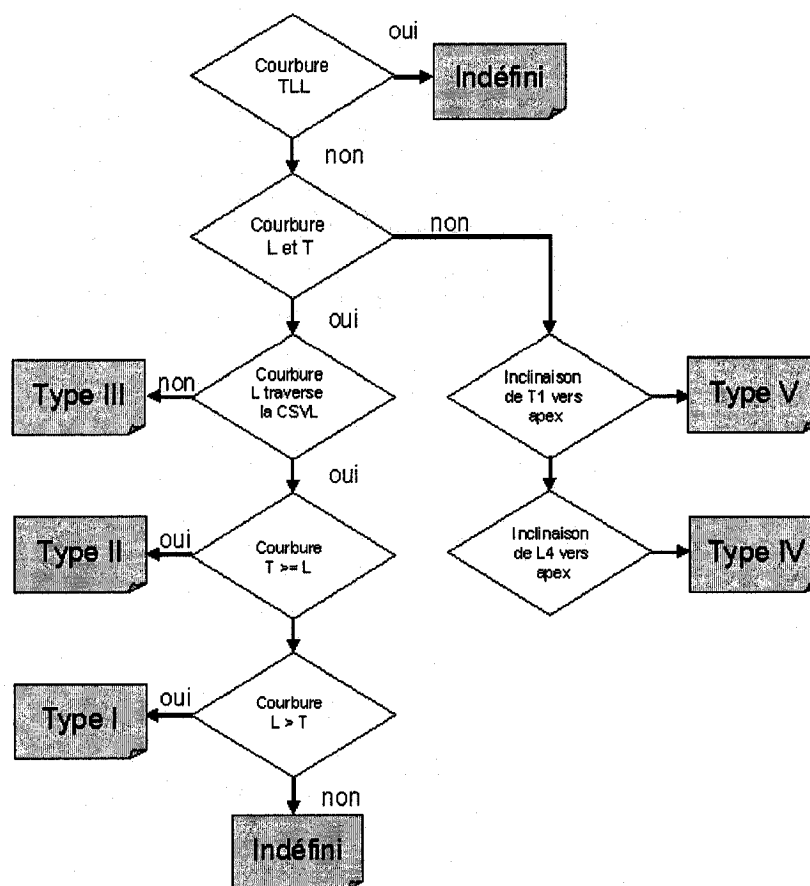 oui
Courbure
TLL
Indéfini
non
Courbure
L et T
non
oui
Type III
non
Courbure
L traverse
la CSVL
Inclinaison
de T1 vers
apex
Type V
oui
Type II
oui
Courbure
T >= L
Inclinaison
de L4 vers
apex
Type IV
Type I
oui
Courbure
L > T
non
Indéfini